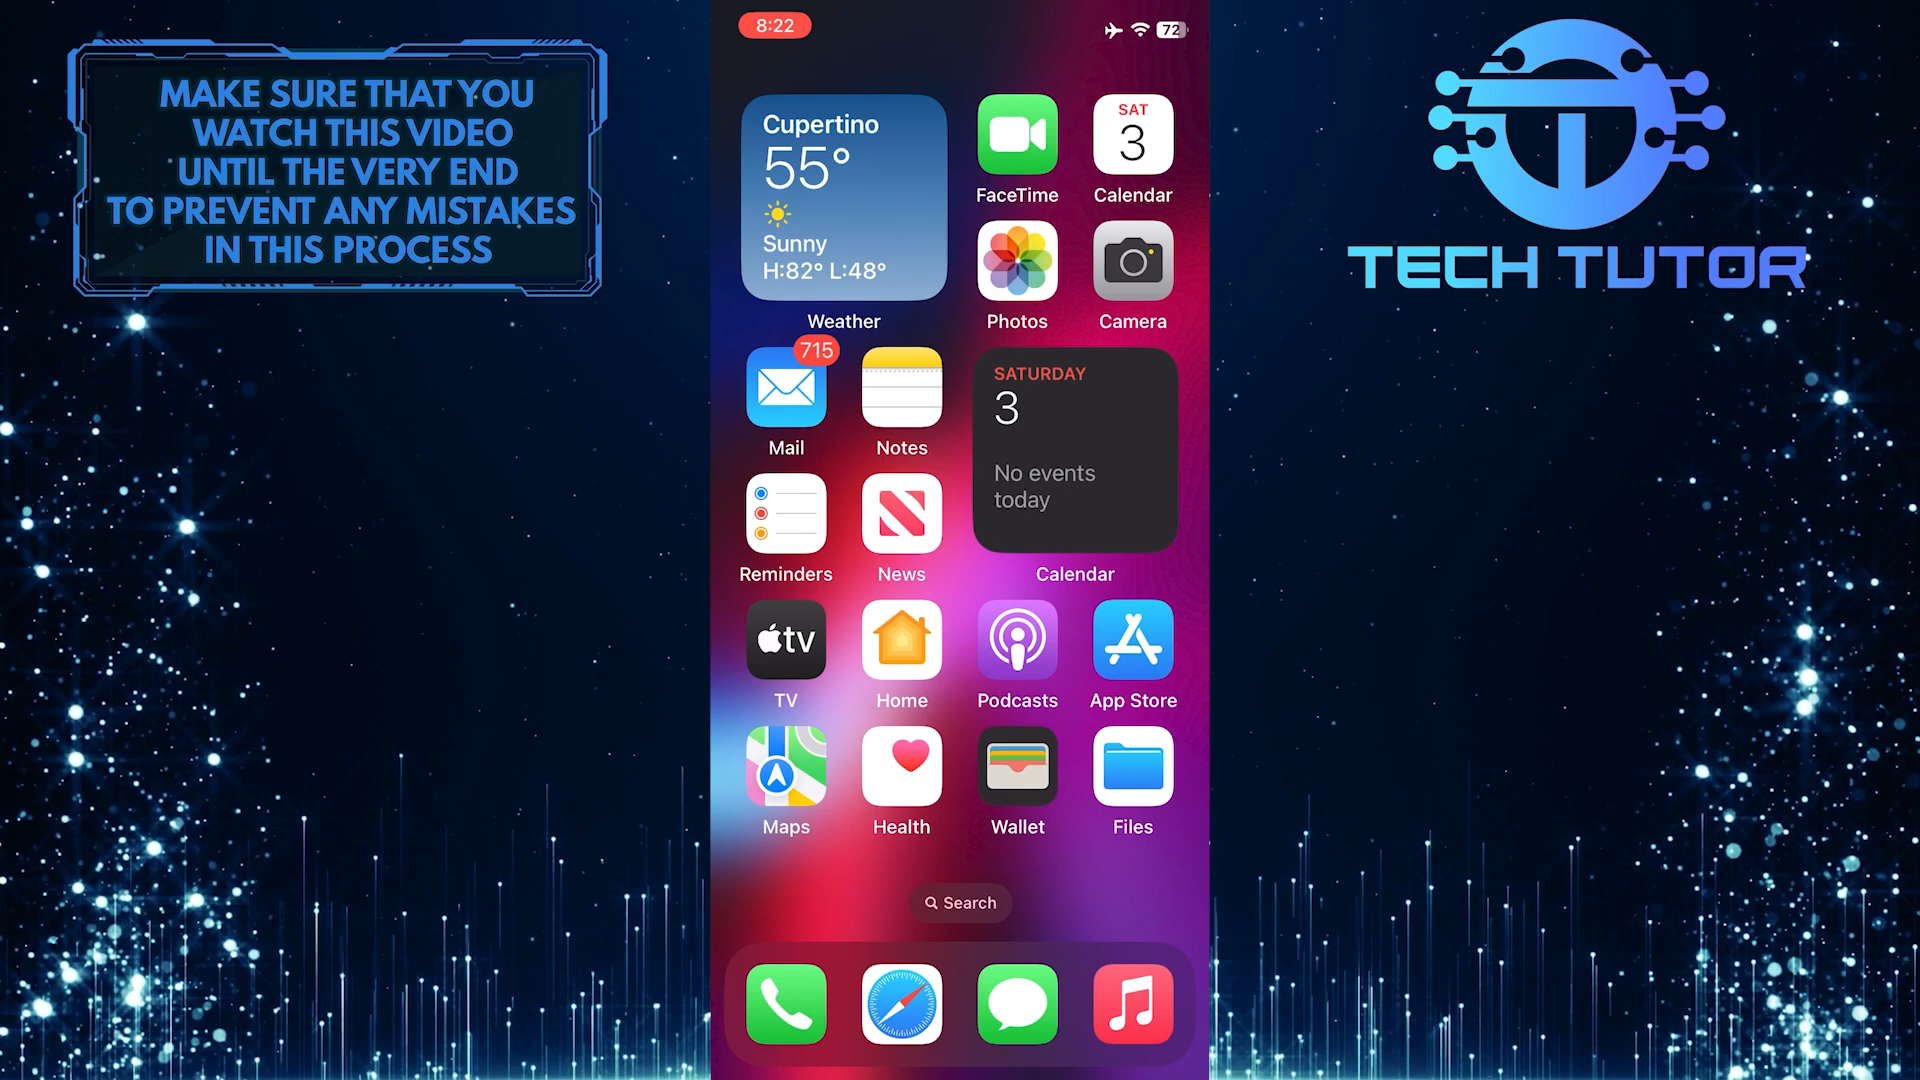 MAKE SURE THAT YOU
WATCH THIS VIDEO
UNTIL THE VERY END
TO PREVENT ANY MISTAKES
IN THIS PROCESS
8:22
72
Cupertino
55°
Sunny
H:82° L:48°
Weather
FaceTime
SAT
3
Calendar
Photos
Camera
715
Mail
Notes
SATURDAY
3
No events
today
Calendar
Reminders
News
tv
TV
Home
Podcasts
App Store
Maps
Health
Wallet
Files
Search
TECH TUTOR